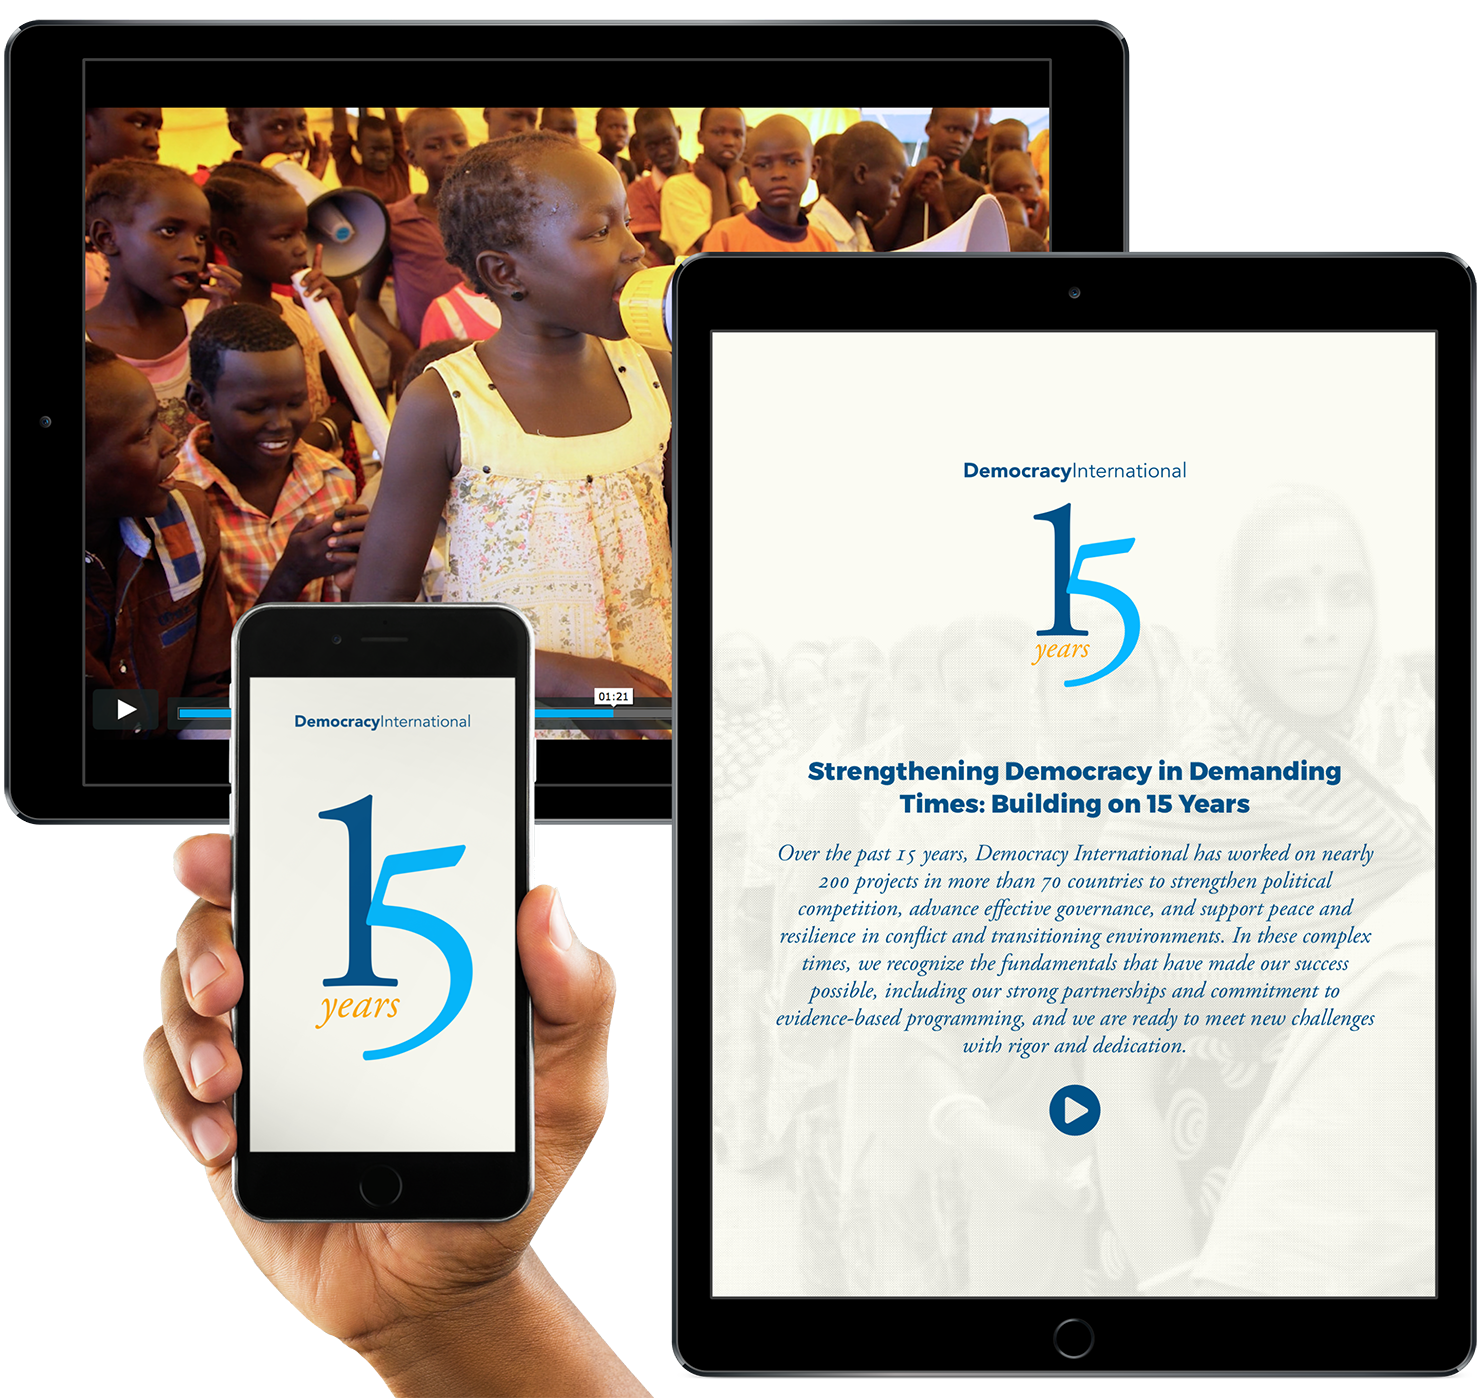 01:21
DemocracyInternational
15
years
DemocracyInternational
15
years
Strengthening Democracy in Demanding
Times: Building on 15 Years
Over the past 15 years, Democracy International has worked on nearly
200 projects in more than 70 countries to strengthen political
competition, advance effective governance, and support peace and
resilience in conflict and transitioning environments. In these complex
times, we recognize the fundamentals that have made our success
possible, including our strong partnerships and commitment to
evidence-based programming, and we are ready to meet new challenges
with rigor and dedication.